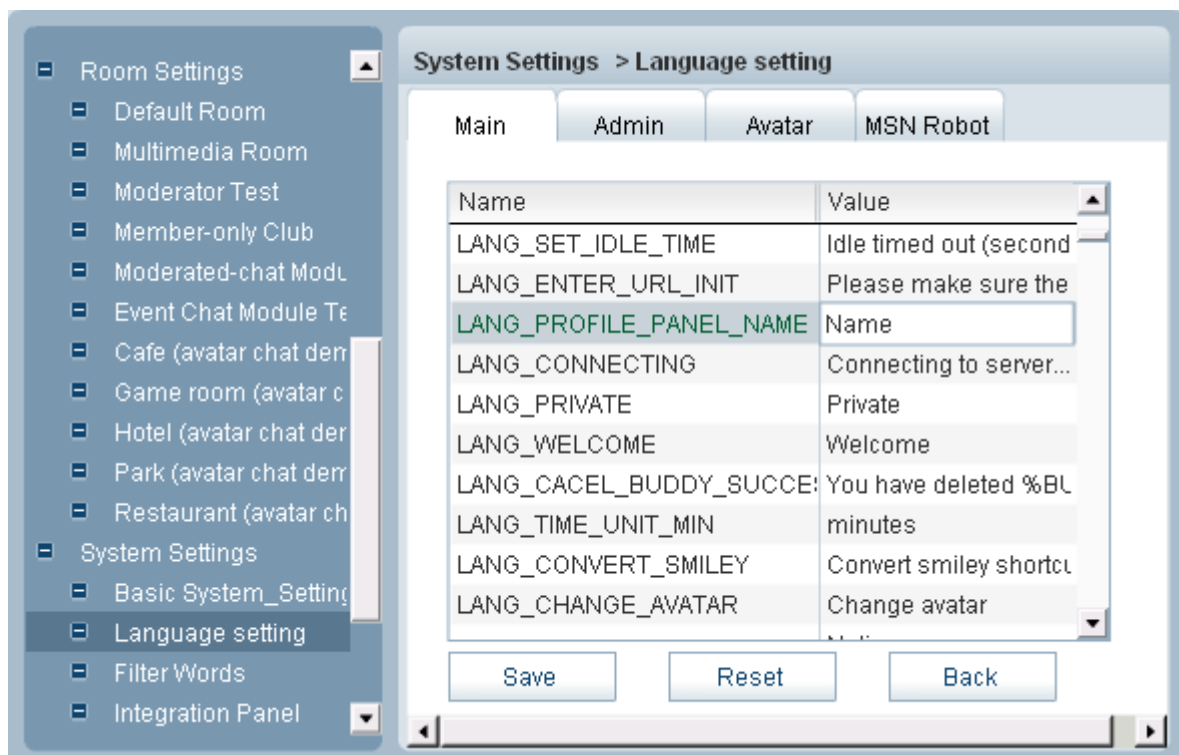 Room Settings
Default Room
Multimedia Room
Moderator Test
Member-only Club
Moderated-chat Modu
Event Chat Module Te
Cafe (avatar chat dem
Game room (avatar c
Hotel (avatar chat der
Park (avatar chat dem
Restaurant (avatar ch
System Settings
Basic System_Setting
Language setting
Filter Words
Integration Panel
System Settings > Language setting
Main Admin Avatar MSN Robot
Name Value
LANG_SET_IDLE_TIME Idle timed out (second
LANG_ENTER_URL_INIT Please make sure the
LANG_PROFILE_PANEL_NAME Name
LANG_CONNECTING Connecting to server...
LANG_PRIVATE Private
LANG_WELCOME Welcome
LANG_CACEL_BUDDY_SUCCES You have deleted %BU
LANG_TIME_UNIT_MIN minutes
LANG_CONVERT_SMILEY Convert smiley shortcu
LANG_CHANGE_AVATAR Change avatar
Save Reset Back